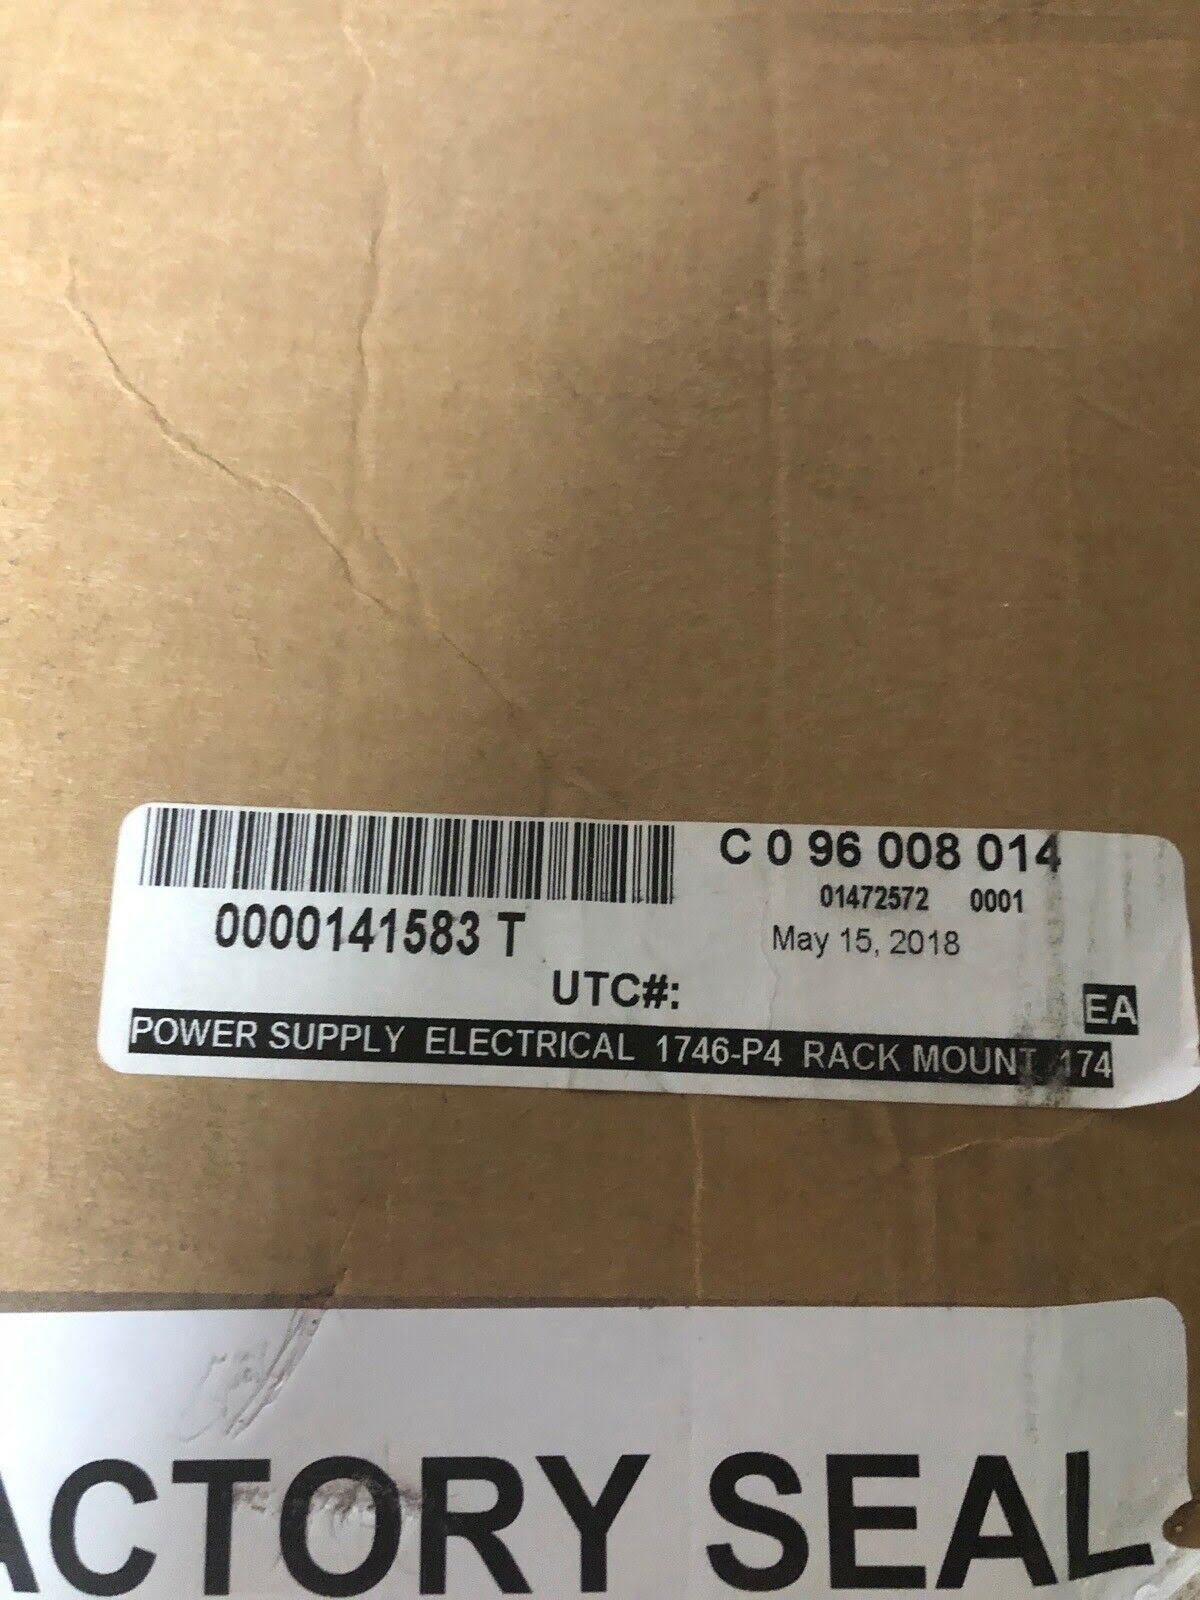 C 0 96 008 014
01472572 0001
0000141583 T
May 15, 2018
UTC#:
EA
POWER SUPPLY ELECTRICAL 1746-P4 RACK MOUNT 174
ACTORY SEAL